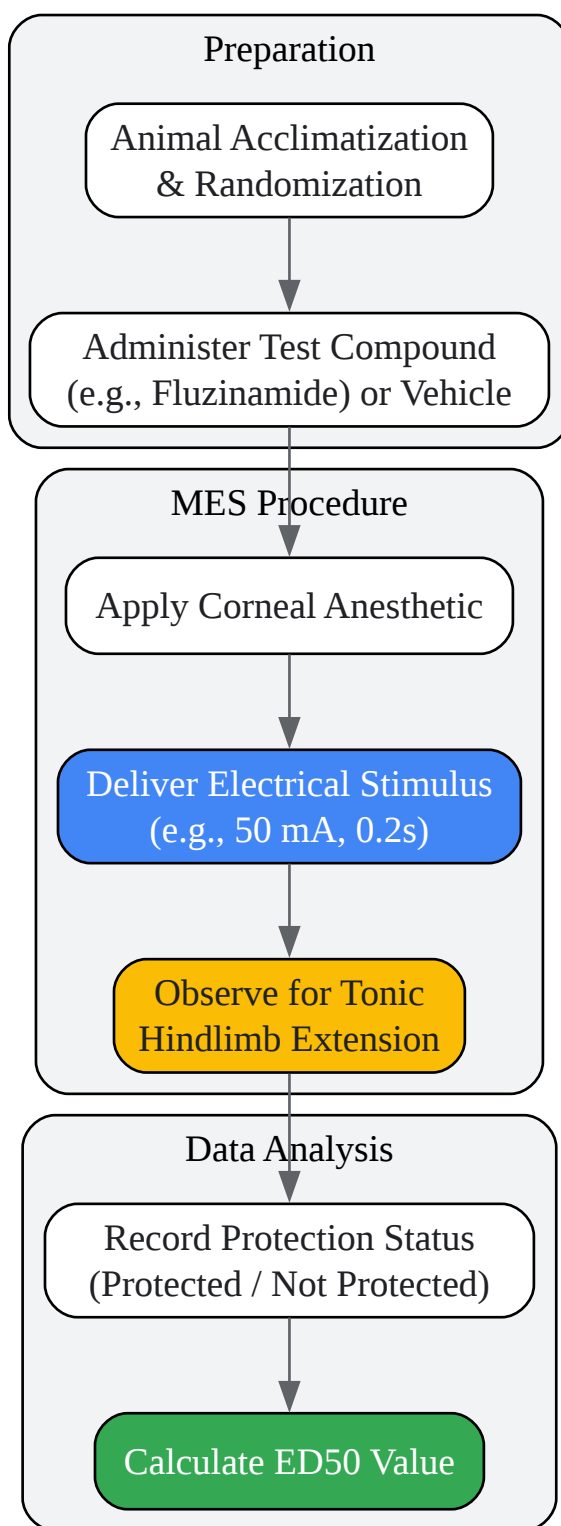 Preparation
Animal Acclimatization
& Randomization
Administer Test Compound
(e.g., Fluzinamide) or Vehicle
MES Procedure
Apply Corneal Anesthetic
Deliver Electrical Stimulus
(e.g., 50 mA, 0.2s)
Observe for Tonic
Hindlimb Extension
Data Analysis
Record Protection Status
(Protected / Not Protected)
Calculate ED50 Value